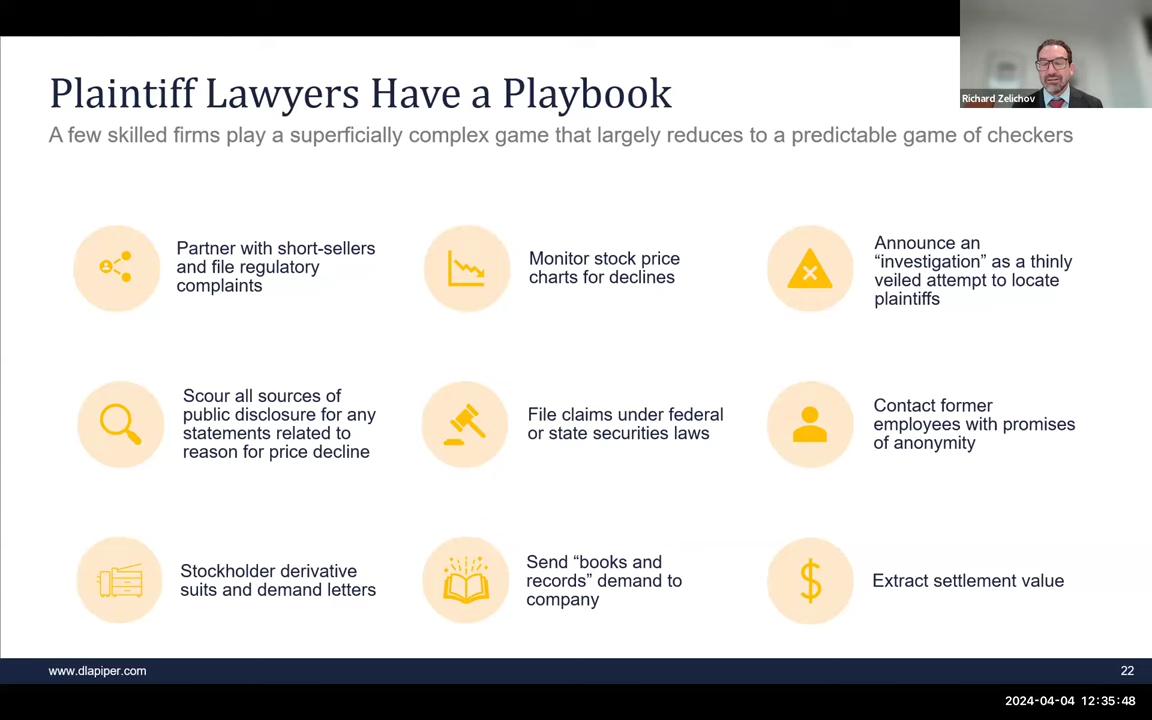 Plaintiff Lawyers Have a Playbook
Richard Zelichov
A few skilled firms play a superficially complex game that largely reduces to a predictable game of checkers
Partner with short-sellers
and file regulatory
complaints
Monitor stock price
charts for declines
Announce an
“investigation” as a thinly
veiled attempt to locate
plaintiffs
Scour all sources of
public disclosure for any
statements related to
reason for price decline
File claims under federal
or state securities laws
Contact former
employees with promises
of anonymity
Stockholder derivative
suits and demand letters
Send “books and
records” demand to
company
$
Extract settlement value
www.dlapiper.com
22
2024-04-04 12:35:48